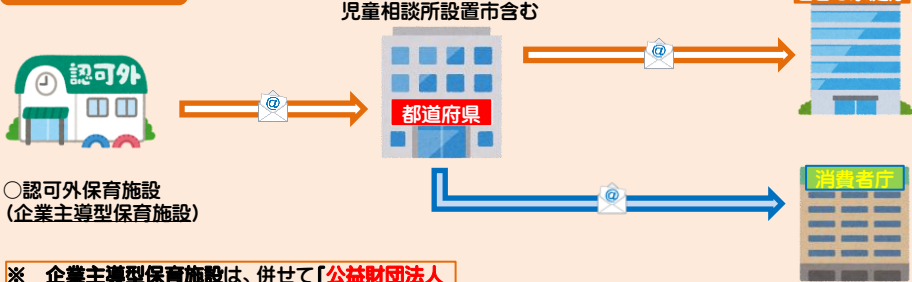 児童相談所設置市含む
認可外
@
@
都道府県
○認可外保育施設
(企業主導型保育施設)
@
消費者庁
※ 企業主導型保育施設は、併せて「公益財団法人